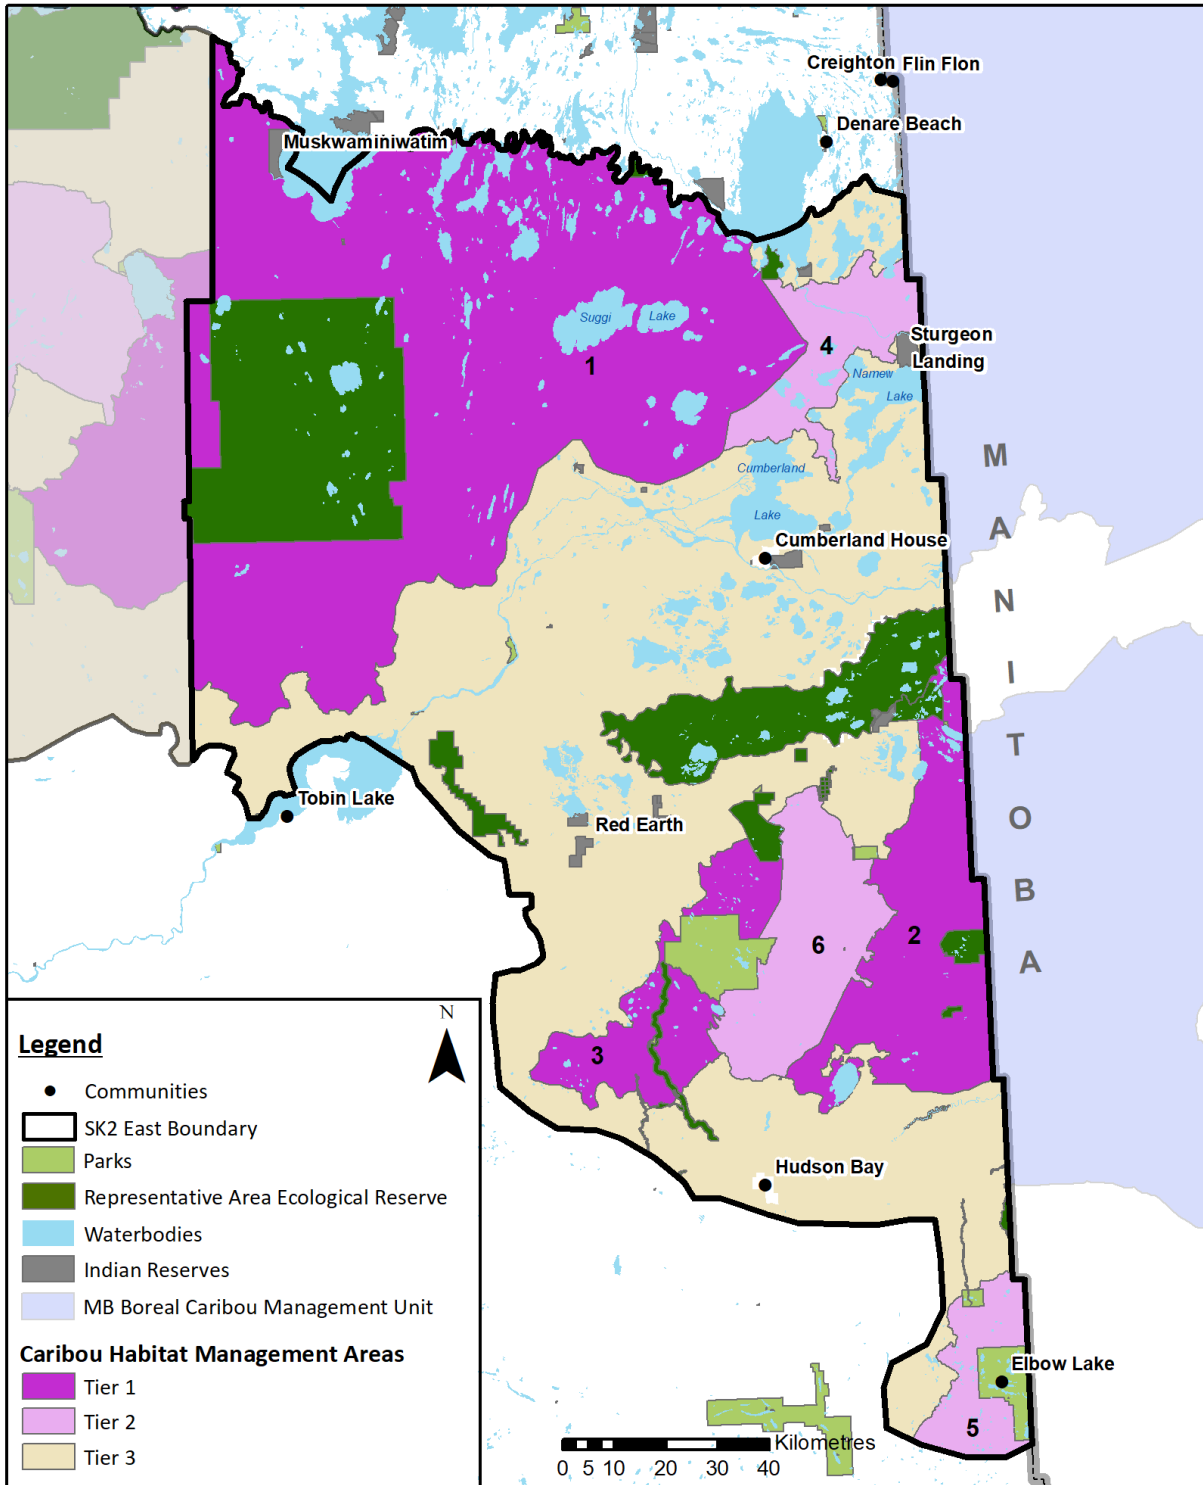 Creighton Flin Flon
Denare Beach
Muskwaminiwatim
Suggi Lake
1
4
Sturgeon
Landing
Namew
Lake
Cumberland
Lake
Cumberland House
M
A
N
I
T
O
B
A
Tobin Lake
Red Earth
6
2
3
Hudson Bay
Elbow Lake
5
N
Legend
Communities
SK2 East Boundary
Parks
Representative Area Ecological Reserve
Waterbodies
Indian Reserves
MB Boreal Caribou Management Unit
Caribou Habitat Management Areas
Tier 1
Tier 2
Tier 3
Kilometres
0 5 10 20 30 40